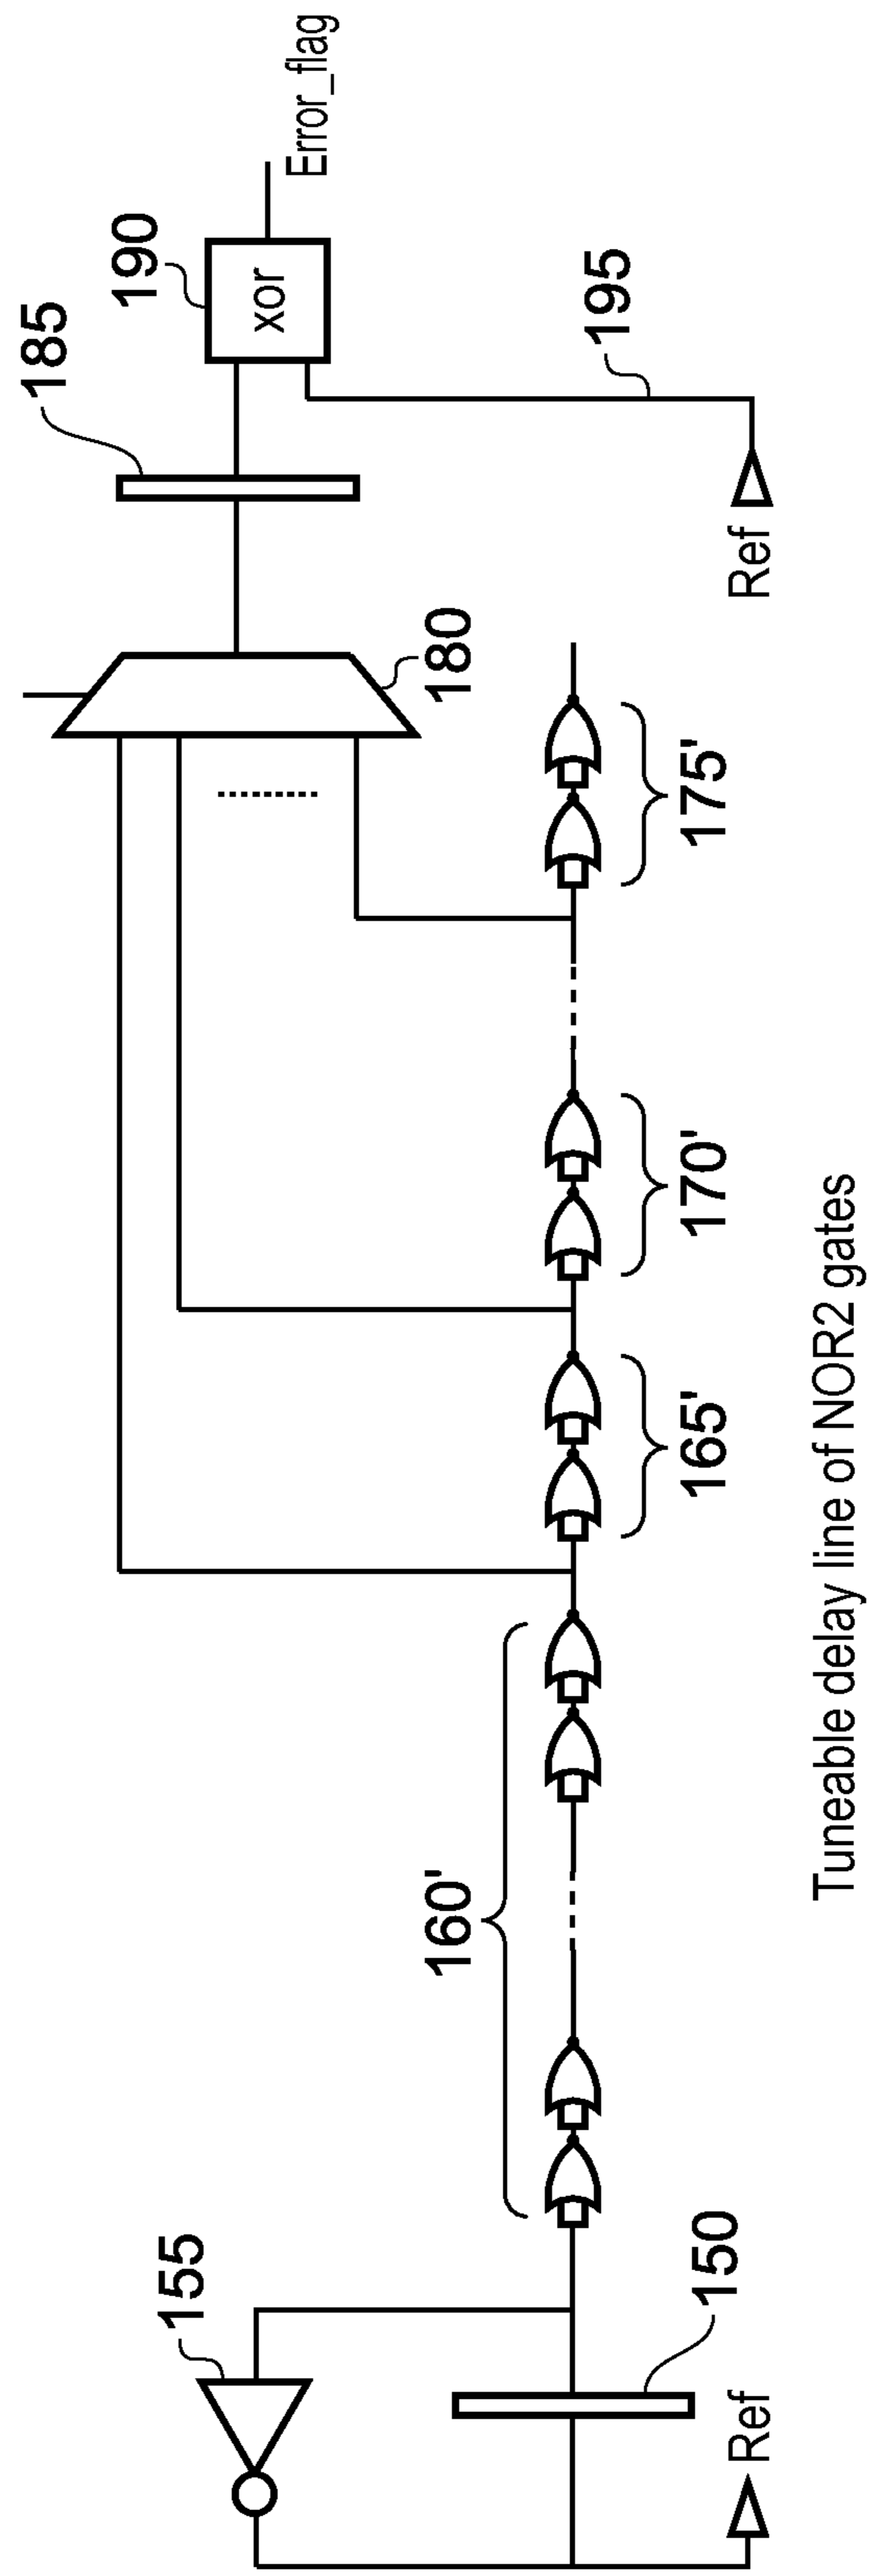 155
150
Ref
160'
165'
170'
175'
180
185
190
xor
Error_flag
195
Ref
Tuneable delay line of NOR2 gates